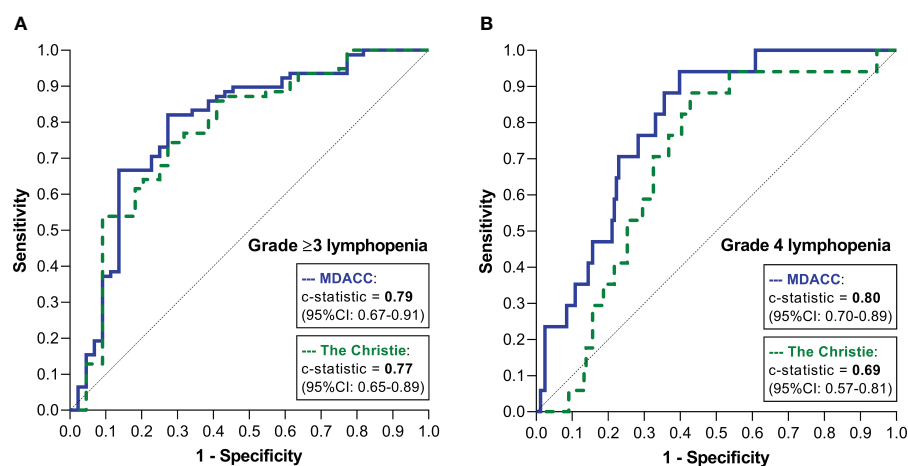 A
1.0
0.9
0.8
0.7
0.6
0.5
0.4
0.3
0.2
0.1
0.0
Sensitivity
0.0 0.1 0.2 0.3 0.4 0.5 0.6 0.7 0.8 0.9 1.0
1 - Specificity
Grade ≥3 lymphopenia
--- MDACC:
c-statistic = 0.79
(95%CI: 0.67-0.91)
--- The Christie:
c-statistic = 0.77
(95%CI: 0.65-0.89)
B
1.0
0.9
0.8
0.7
0.6
0.5
0.4
0.3
0.2
0.1
0.0
Sensitivity
0.0 0.1 0.2 0.3 0.4 0.5 0.6 0.7 0.8 0.9 1.0
1 - Specificity
Grade 4 lymphopenia
--- MDACC:
c-statistic = 0.80
(95%CI: 0.70-0.89)
--- The Christie:
c-statistic = 0.69
(95%CI: 0.57-0.81)